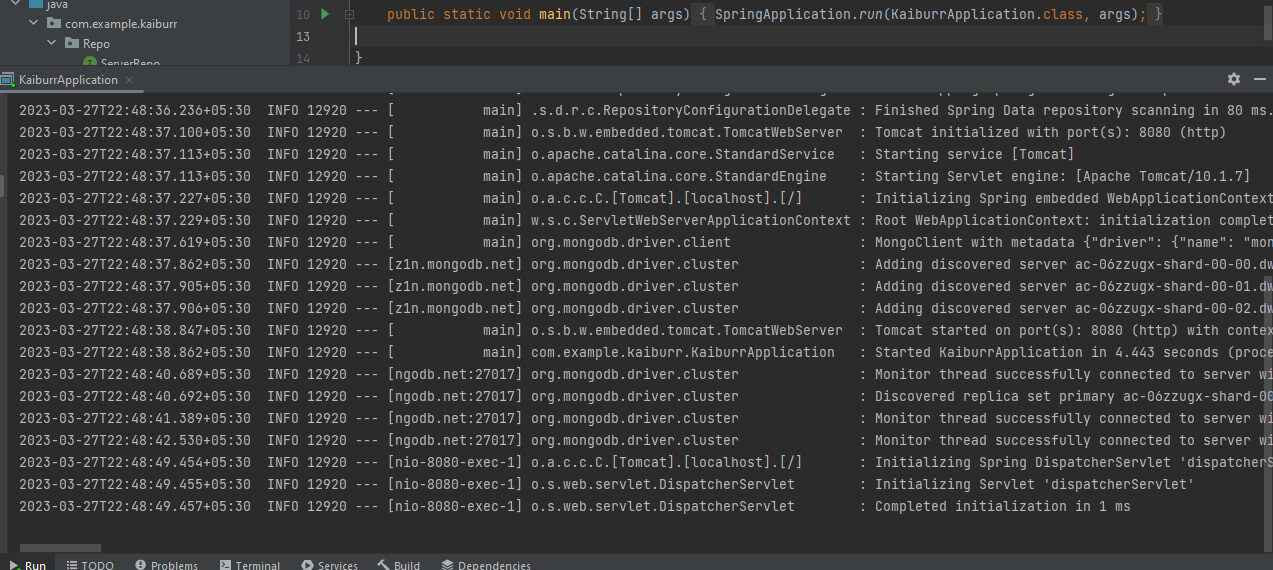 java
com.example.kaiburr
Repo
ServerRepo
10 public static void main(String[] args) { SpringApplication.run(KaiburrApplication.class, args); }
13
14 }
KaiburrApplication
2023-03-27T22:48:36.236+05:30 INFO 12920 --- [ main] .s.d.r.c.RepositoryConfigurationDelegate : Finished Spring Data repository scanning in 80 ms.
2023-03-27T22:48:37.100+05:30 INFO 12920 --- [ main] o.s.b.w.embedded.tomcat.TomcatWebServer : Tomcat initialized with port(s): 8080 (http)
2023-03-27T22:48:37.113+05:30 INFO 12920 --- [ main] o.apache.catalina.core.StandardService : Starting service [Tomcat]
2023-03-27T22:48:37.113+05:30 INFO 12920 --- [ main] o.apache.catalina.core.StandardEngine : Starting Servlet engine: [Apache Tomcat/10.1.7]
2023-03-27T22:48:37.227+05:30 INFO 12920 --- [ main] o.a.c.c.C.[Tomcat].[localhost].[/] : Initializing Spring embedded WebApplicationContext
2023-03-27T22:48:37.229+05:30 INFO 12920 --- [ main] w.s.c.ServletWebServerApplicationContext : Root WebApplicationContext: initialization complet
2023-03-27T22:48:37.619+05:30 INFO 12920 --- [ main] org.mongodb.driver.client : MongoClient with metadata {"driver": {"name": "mon
2023-03-27T22:48:37.862+05:30 INFO 12920 --- [z1n.mongodb.net] org.mongodb.driver.cluster : Adding discovered server ac-06zzugx-shard-00-00.dw
2023-03-27T22:48:37.905+05:30 INFO 12920 --- [z1n.mongodb.net] org.mongodb.driver.cluster : Adding discovered server ac-06zzugx-shard-00-01.dw
2023-03-27T22:48:37.906+05:30 INFO 12920 --- [z1n.mongodb.net] org.mongodb.driver.cluster : Adding discovered server ac-06zzugx-shard-00-02.dw
2023-03-27T22:48:38.847+05:30 INFO 12920 --- [ main] o.s.b.w.embedded.tomcat.TomcatWebServer : Tomcat started on port(s): 8080 (http) with contex
2023-03-27T22:48:38.862+05:30 INFO 12920 --- [ main] com.example.kaiburr.KaiburrApplication : Started KaiburrApplication in 4.443 seconds (proce
2023-03-27T22:48:40.689+05:30 INFO 12920 --- [ngodb.net:27017] org.mongodb.driver.cluster : Monitor thread successfully connected to server wi
2023-03-27T22:48:40.692+05:30 INFO 12920 --- [ngodb.net:27017] org.mongodb.driver.cluster : Discovered replica set primary ac-06zzugx-shard-00
2023-03-27T22:48:41.389+05:30 INFO 12920 --- [ngodb.net:27017] org.mongodb.driver.cluster : Monitor thread successfully connected to server wi
2023-03-27T22:48:42.530+05:30 INFO 12920 --- [ngodb.net:27017] org.mongodb.driver.cluster : Monitor thread successfully connected to server wi
2023-03-27T22:48:49.454+05:30 INFO 12920 --- [nio-8080-exec-1] o.a.c.c.C.[Tomcat].[localhost].[/] : Initializing Spring DispatcherServlet 'dispatcherS
2023-03-27T22:48:49.455+05:30 INFO 12920 --- [nio-8080-exec-1] o.s.web.servlet.DispatcherServlet : Initializing Servlet 'dispatcherServlet'
2023-03-27T22:48:49.457+05:30 INFO 12920 --- [nio-8080-exec-1] o.s.web.servlet.DispatcherServlet : Completed initialization in 1 ms
Run TODO Problems Terminal Services Build Dependencies